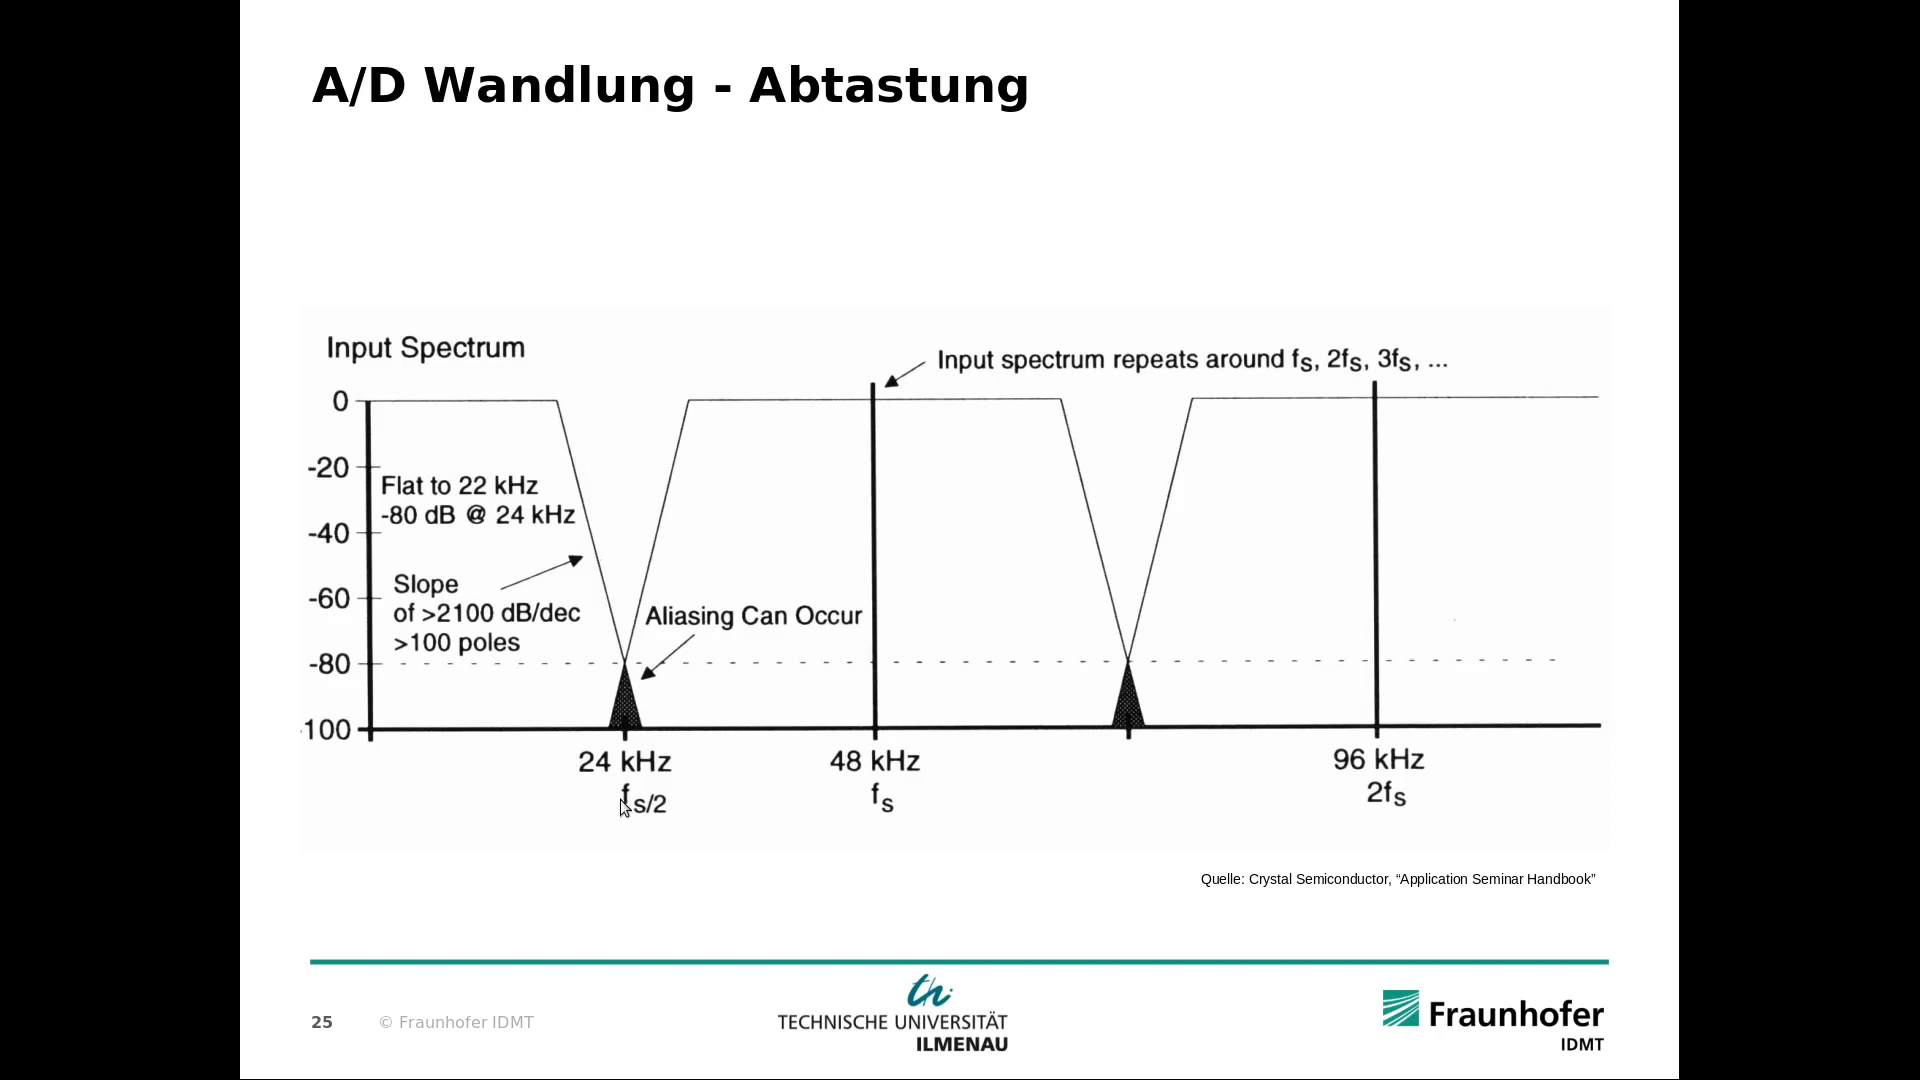 A/D Wandlung - Abtastung
Input Spectrum
Input spectrum repeats around fs, 2fs, 3fs, ...
0
-20
Flat to 22 kHz
-80 dB @ 24 kHz
-40
Slope
-60
of >2100 dB/dec
Aliasing Can Occur
>100 poles
-80
100
24 kHz
48 kHz
96 kHz
fs/2
fs
2fs
Quelle: Crystal Semiconductor, “Application Seminar Handbook”
25
© Fraunhofer IDMT
th
TECHNISCHE UNIVERSITÄT
ILMENAU
Fraunhofer
IDMT